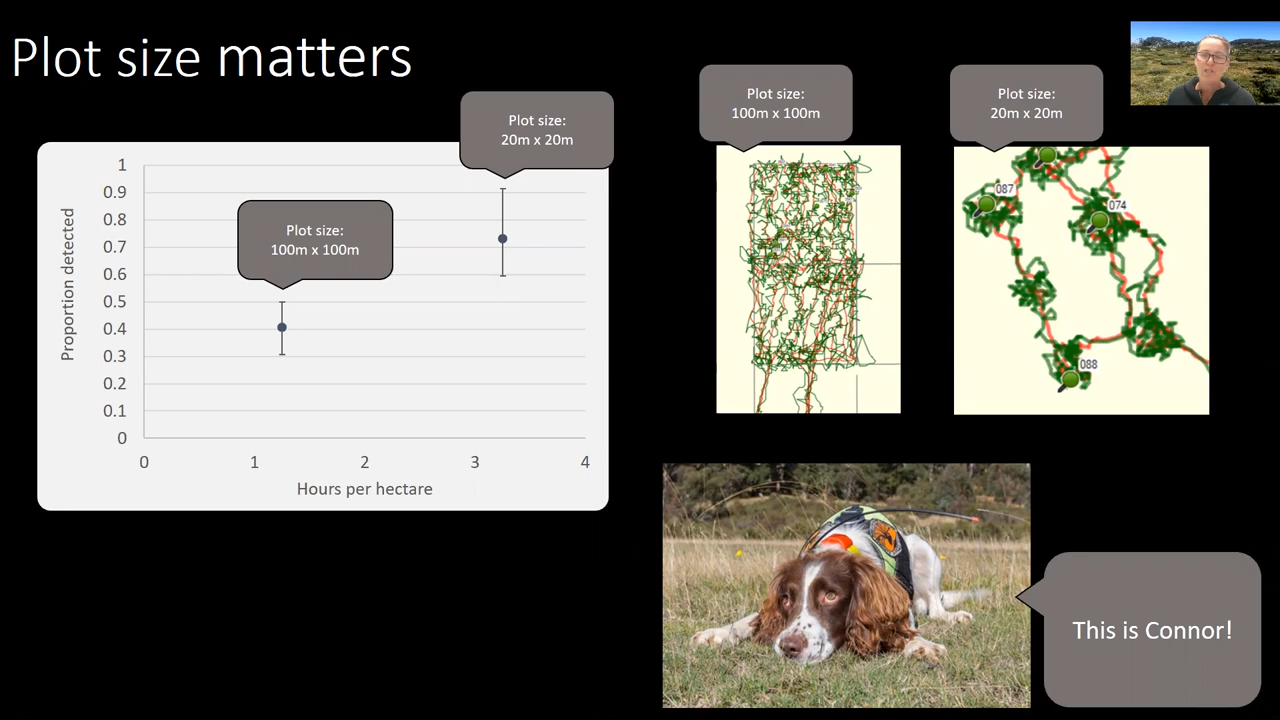 Plot size matters
Plot size:
20m x 20m
Plot size:
100m x 100m
Proportion detected
1
0.9
0.8
0.7
0.6
0.5
0.4
0.3
0.2
0.1
0
0 1 2 3 4
Hours per hectare
Plot size:
100m x 100m
Plot size:
20m x 20m
087
074
088
This is Connor!